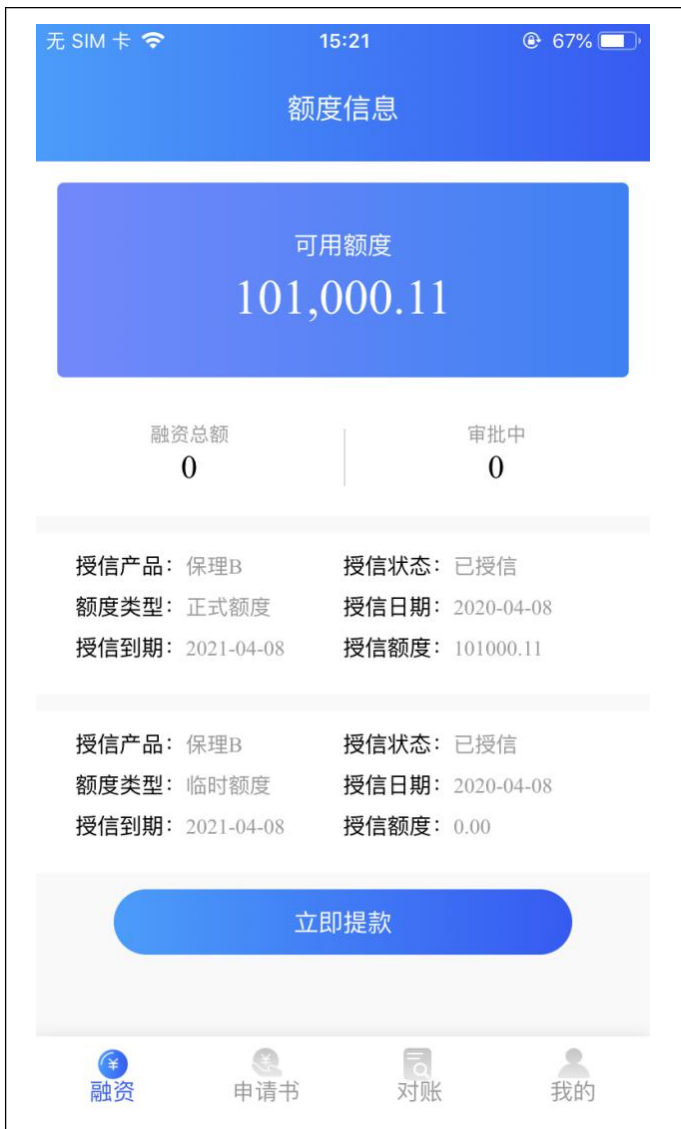 无 SIM 卡 15:21 67%
额度信息
可用额度
101,000.11
融资总额 审批中
0 0
授信产品：保理B 授信状态：已授信
额度类型：正式额度 授信日期：2020-04-08
授信到期：2021-04-08 授信额度：101000.11
授信产品：保理B 授信状态：已授信
额度类型：临时额度 授信日期：2020-04-08
授信到期：2021-04-08 授信额度：0.00
立即提款
融资 申请书 对账 我的